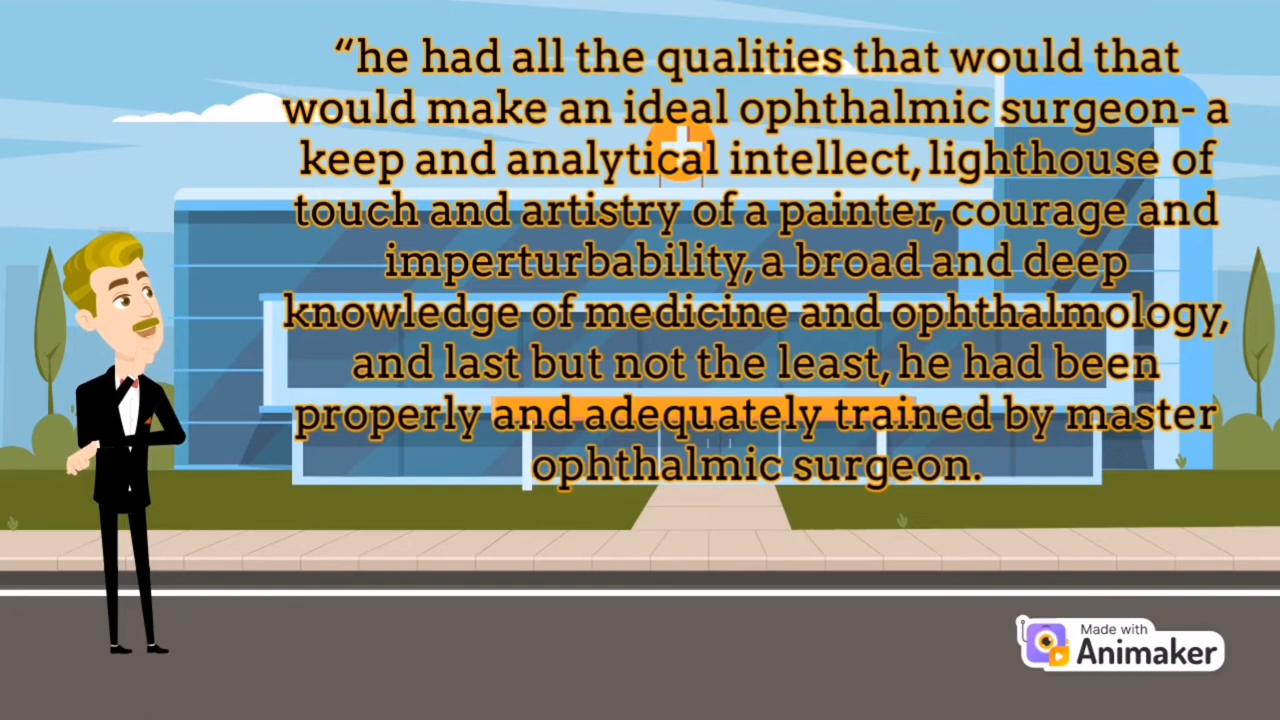 “he had all the qualities that would that
would make an ideal ophthalmic surgeon- a
keep and analytical intellect, lighthouse of
touch and artistry of a painter, courage and
imperturbability, a broad and deep
knowledge of medicine and ophthalmology,
and last but not the least, he had been
properly and adequately trained by master
ophthalmic surgeon.
Made with
Animaker